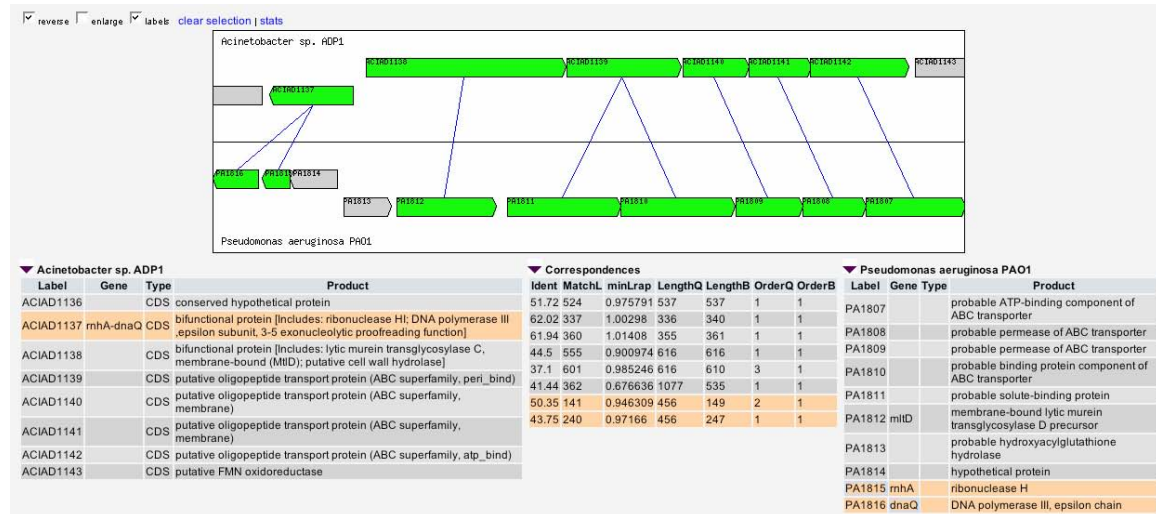 reverse enlarge labels clear selection | stats
Acinetobacter sp. ADP1
ACIAD1138 ACIAD1139 ACIAD1140 ACIAD1141 ACIAD1142 ACIAD1143
ACIAD1137
PA1816 PA1815 PA1814
PA1813 PA1812 PA1811 PA1810 PA1809 PA1808 PA1807
Pseudomonas aeruginosa PAO1
Acinetobacter sp. ADP1
Label Gene Type Product
ACIAD1136 CDS conserved hypothetical protein
ACIAD1137 rnhA-dnaQ CDS bifunctional protein [Includes: ribonuclease HI; DNA polymerase III
,epsilon subunit, 3-5 exonucleolytic proofreading function]
ACIAD1138 CDS bifunctional protein [Includes: lytic murein transglycosylase C,
membrane-bound (MtlD); putative cell wall hydrolase]
ACIAD1139 CDS putative oligopeptide transport protein (ABC superfamily, peri_bind)
ACIAD1140 CDS putative oligopeptide transport protein (ABC superfamily,
membrane)
ACIAD1141 CDS putative oligopeptide transport protein (ABC superfamily,
membrane)
ACIAD1142 CDS putative oligopeptide transport protein (ABC superfamily, atp_bind)
ACIAD1143 CDS putative FMN oxidoreductase
Correspondences
Ident MatchL minLrap LengthQ LengthB OrderQ OrderB
51.72 524 0.975791 537 537 1 1
62.02 337 1.00298 336 340 1 1
61.94 360 1.01408 355 361 1 1
44.5 555 0.900974 616 616 1 1
37.1 601 0.985246 616 610 3 1
41.44 362 0.676636 1077 535 1 1
50.35 141 0.946309 456 149 2 1
43.75 240 0.97166 456 247 1 1
Pseudomonas aeruginosa PAO1
Label Gene Type Product
PA1807 probable ATP-binding component of
ABC transporter
PA1808 probable permease of ABC transporter
PA1809 probable permease of ABC transporter
PA1810 probable binding protein component of
ABC transporter
PA1811 probable solute-binding protein
PA1812 mltD membrane-bound lytic murein
transglycosylase D precursor
PA1813 probable hydroxyacylglutathione
hydrolase
PA1814 hypothetical protein
PA1815 rnhA ribonuclease H
PA1816 dnaQ DNA polymerase III, epsilon chain